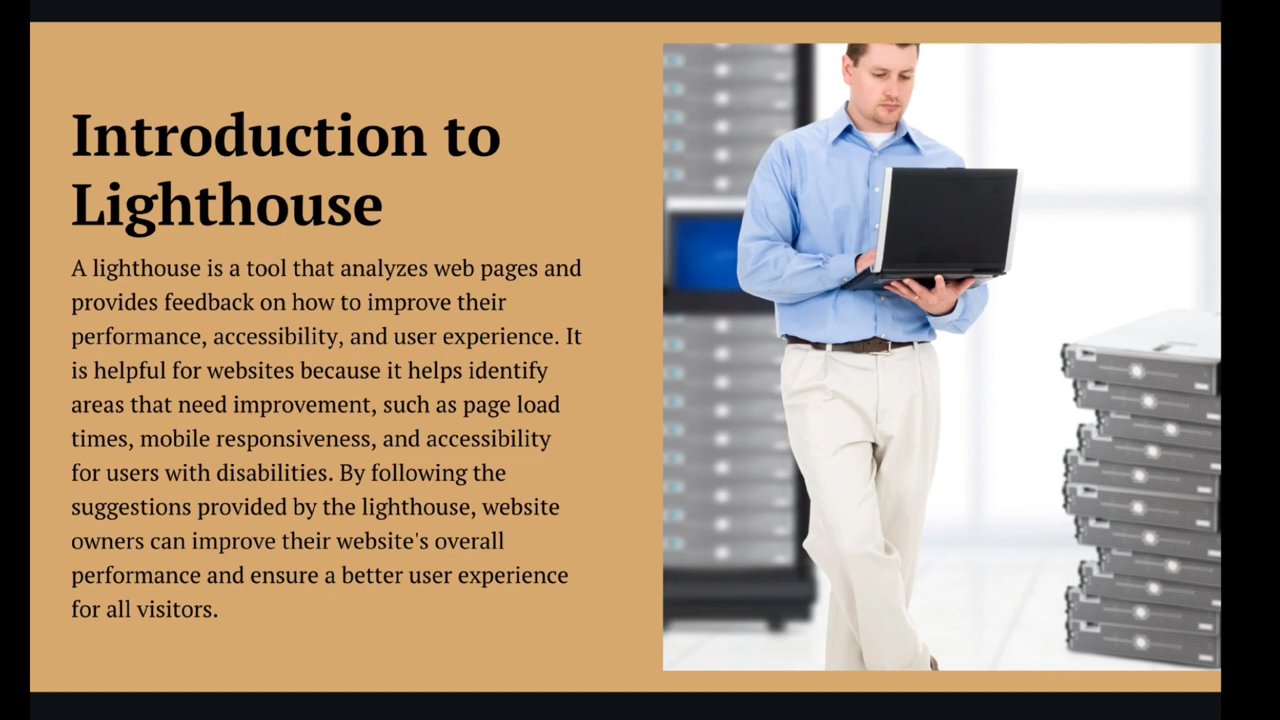 Introduction to
Lighthouse
A lighthouse is a tool that analyzes web pages and
provides feedback on how to improve their
performance, accessibility, and user experience. It
is helpful for websites because it helps identify
areas that need improvement, such as page load
times, mobile responsiveness, and accessibility
for users with disabilities. By following the
suggestions provided by the lighthouse, website
owners can improve their website's overall
performance and ensure a better user experience
for all visitors.